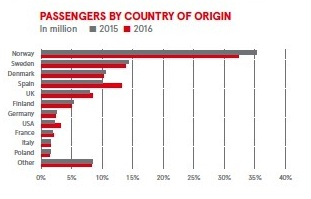 PASSENGERS BY COUNTRY OF ORIGIN
In million 2015 2016
Norway
Sweden
Denmark
Spain
UK
Finland
Germany
USA
France
Italy
Poland
Other
0% 5% 10% 15% 20% 25% 30% 35% 40%